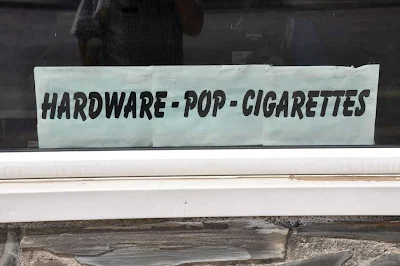 HARDWARE - POP - CIGARETTES